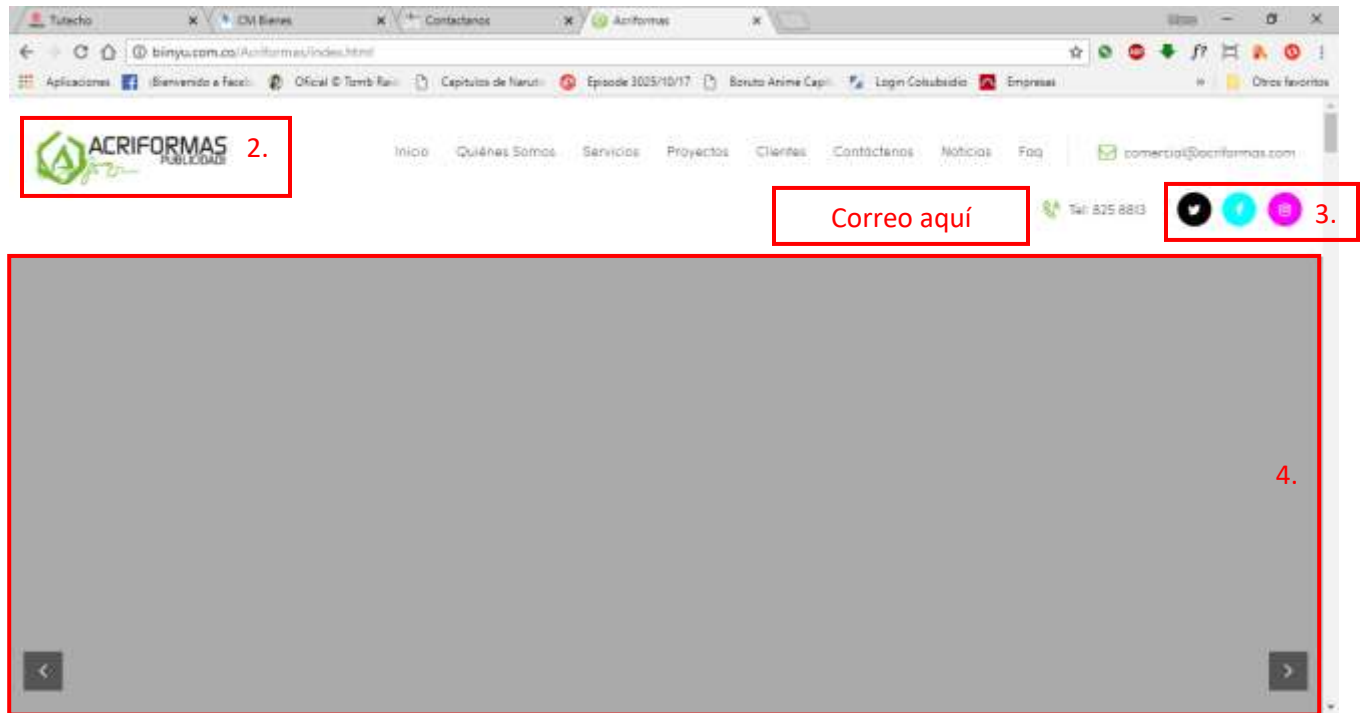 Tutecho
CM Bienes
Contactanos
Acriformas
biinyu.com.co/Acriformas/index.html
f?
Aplicaciones
Bienvenido a Faceb
Oficial © Tomb Rai
Capitulos de Naruto
Episode 3025/10/17
Boruto Anime Capi
Login Colsubsidio
Empresas
»
Otros favoritos
ACRIFORMAS
PUBLICIDAD
2.
Inicio
Quiénes Somos
Servicios
Proyectos
Clientes
Contáctenos
Noticias
Faq
comercial@acriformas.com
Correo aquí
Tel: 825 8813
3.
4.